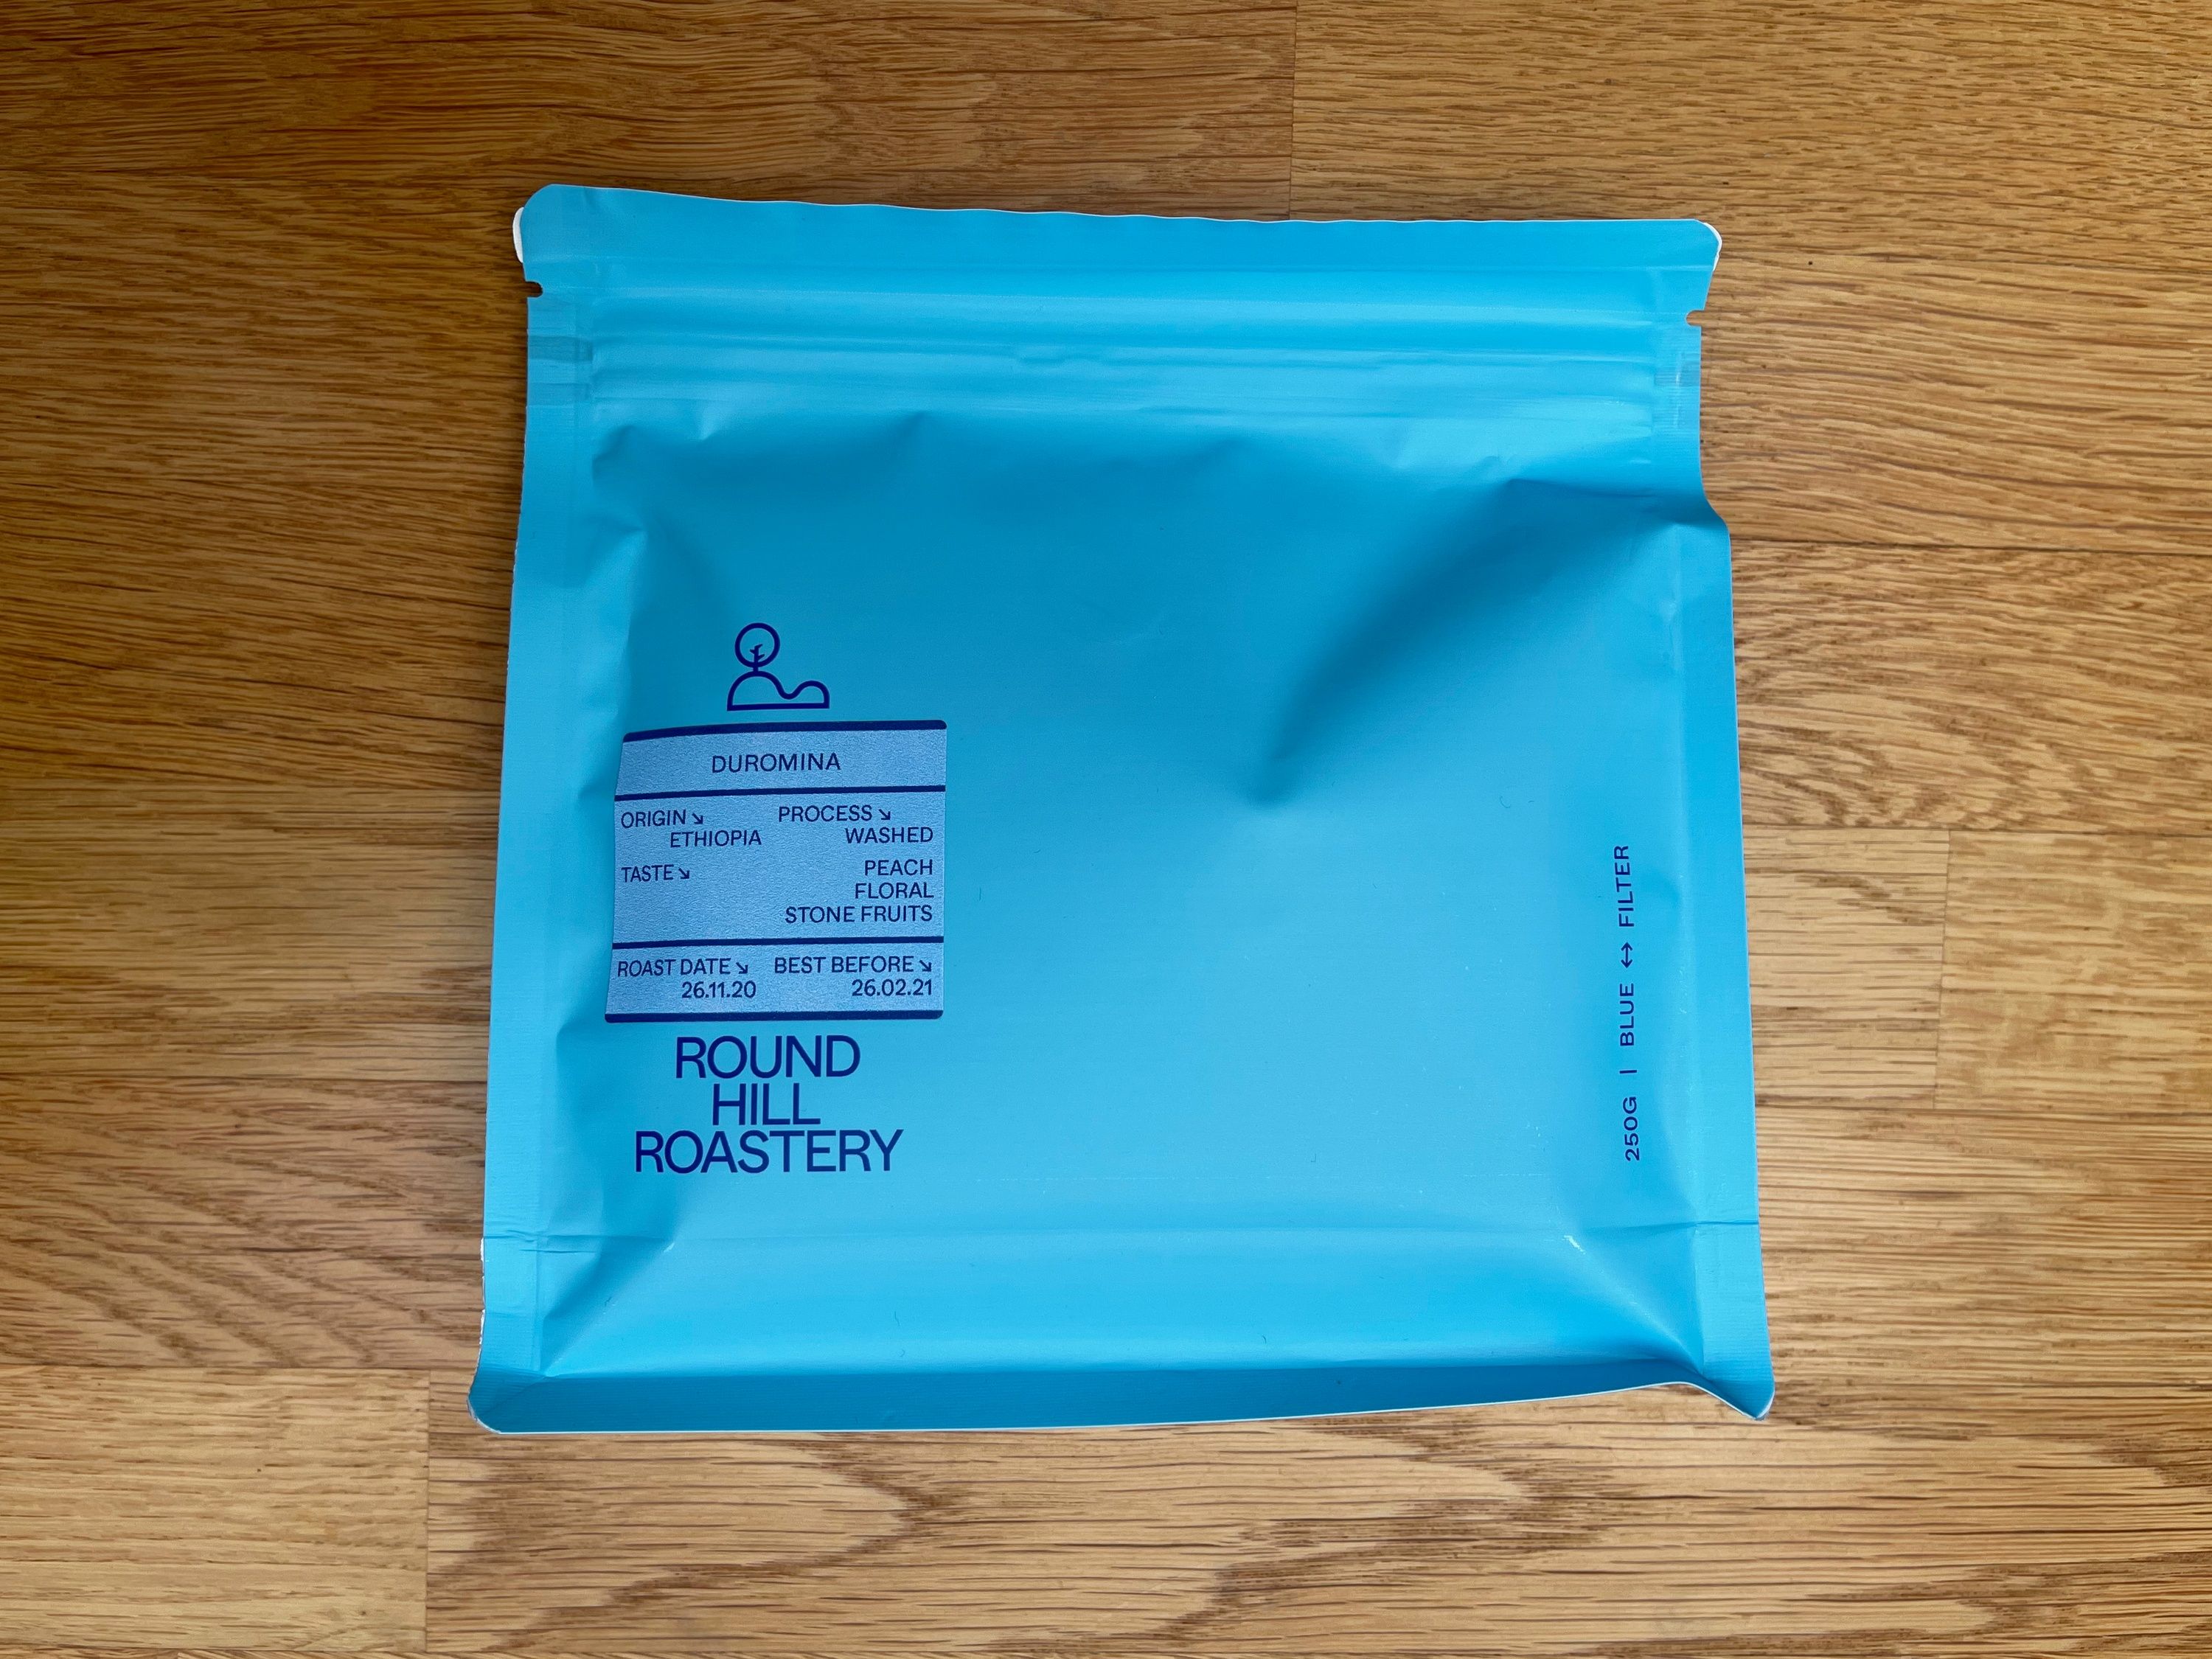 DUROMINA
ORIGIN↘ PROCESS↘
ETHIOPIA WASHED
TASTE↘ PEACH
FLORAL
STONE FRUITS
ROAST DATE↘ BEST BEFORE↘
26.11.20 26.02.21
ROUND
HILL
ROASTERY
250G | BLUE ↔ FILTER